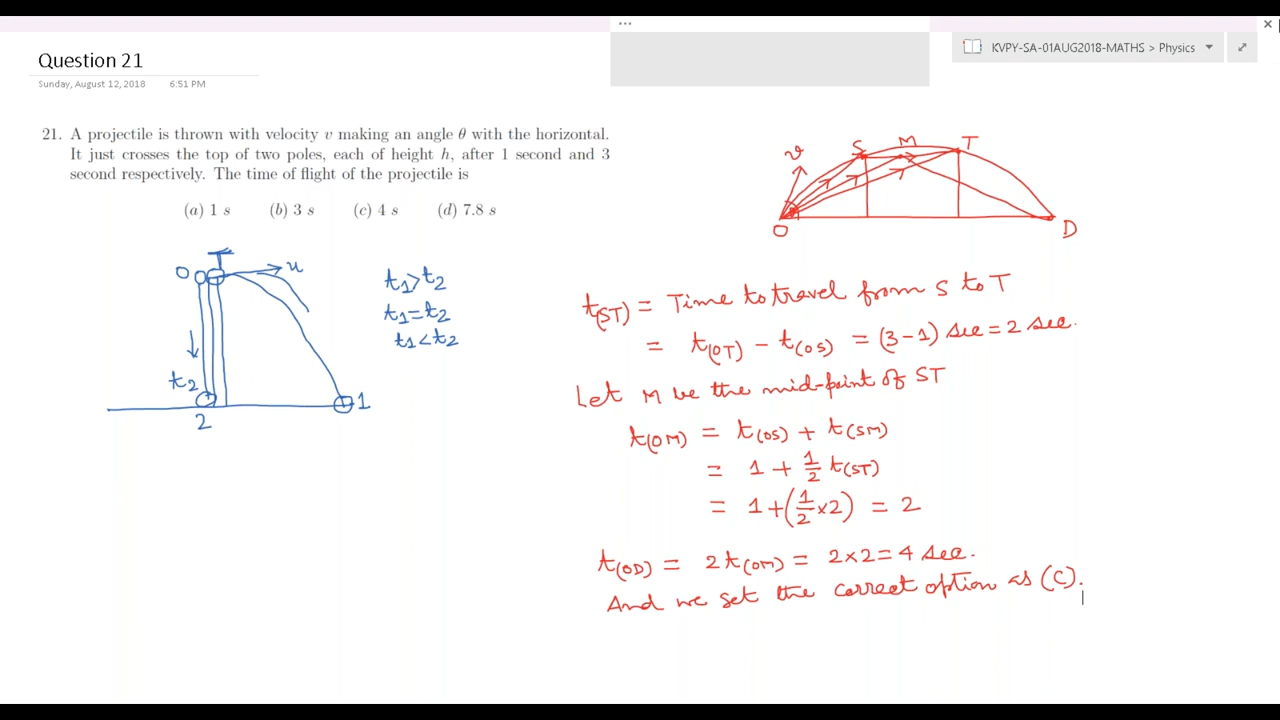 ...
KVPY-SA-01AUG2018-MATHS > Physics
Question 21
Sunday, August 12, 2018 6:51 PM
21. A projectile is thrown with velocity v making an angle θ with the horizontal.
It just crosses the top of two poles, each of height h, after 1 second and 3
second respectively. The time of flight of the projectile is
(a) 1 s (b) 3 s (c) 4 s (d) 7.8 s
T
O
u
t₂
2
1
t₁>t₂
t₁=t₂
t₁<t₂
v
S M T
O D
t(ST) = Time to travel from S to T
= t(OT) - t(OS) = (3-1) sec = 2 sec.
Let M be the mid-point of ST
t(OM) = t(OS) + t(SM)
= 1 + 1/2 t(ST)
= 1+(1/2×2) = 2
t(OD) = 2t(OM) = 2×2=4 sec.
And we set the correct option as (C).